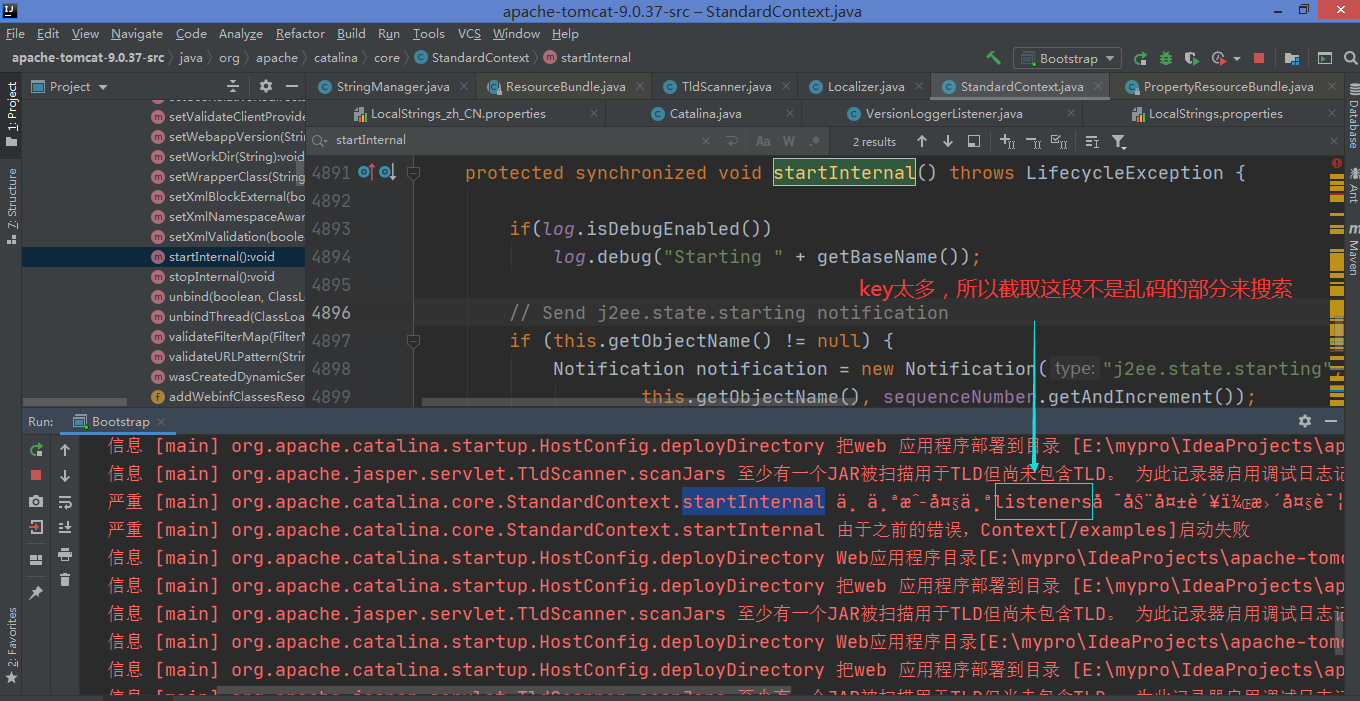 apache-tomcat-9.0.37-src – StandardContext.java
File Edit View Navigate Code Analyze Refactor Build Run Tools VCS Window Help
apache-tomcat-9.0.37-src java org apache catalina core StandardContext startInternal Bootstrap
Project StringManager.java ResourceBundle.java TldScanner.java Localizer.java StandardContext.java PropertyResourceBundle.java
LocalStrings_zh_CN.properties Catalina.java VersionLoggerListener.java LocalStrings.properties
1: Project
7: Structure
2: Favorites
Database
Ant
Maven
setValidateClientProvide
setWebappVersion(Strin
setWorkDir(String):void
setWrapperClass(String
setXmlBlockExternal(bo
setXmlNamespaceAwar
setXmlValidation(boolea
startInternal():void
stopInternal():void
unbind(boolean, ClassL
unbindThread(ClassLoa
validateFilterMap(FilterM
validateURLPattern(Strin
wasCreatedDynamicSer
addWebinfClassesReso
startInternal Aa W .* 2 results
4891 protected synchronized void startInternal() throws LifecycleException {
4892
4893 if(log.isDebugEnabled())
4894 log.debug("Starting " + getBaseName());
4895
key太多，所以截取这段不是乱码的部分来搜索
4896 // Send j2ee.state.starting notification
4897 if (this.getObjectName() != null) {
4898 Notification notification = new Notification( type: "j2ee.state.starting",
4899 this.getObjectName(), sequenceNumber.getAndIncrement());
Run: Bootstrap
信息 [main] org.apache.catalina.startup.HostConfig.deployDirectory 把web 应用程序部署到目录 [E:\mypro\IdeaProjects\ap
信息 [main] org.apache.jasper.servlet.TldScanner.scanJars 至少有一个JAR被扫描用于TLD但尚未包含TLD。 为此记录器启用调试日志记
严重 [main] org.apache.catalina.core.StandardContext.startInternal Listeners
严重 [main] org.apache.catalina.core.StandardContext.startInternal 由于之前的错误，Context[/examples]启动失败
信息 [main] org.apache.catalina.startup.HostConfig.deployDirectory Web应用程序目录[E:\mypro\IdeaProjects\apache-tomc
信息 [main] org.apache.catalina.startup.HostConfig.deployDirectory 把web 应用程序部署到目录 [E:\mypro\IdeaProjects\ap
信息 [main] org.apache.jasper.servlet.TldScanner.scanJars 至少有一个JAR被扫描用于TLD但尚未包含TLD。 为此记录器启用调试日志记
信息 [main] org.apache.catalina.startup.HostConfig.deployDirectory Web应用程序目录[E:\mypro\IdeaProjects\apache-tomc
信息 [main] org.apache.catalina.startup.HostConfig.deployDirectory 把web 应用程序部署到目录 [E:\mypro\IdeaProjects\ap